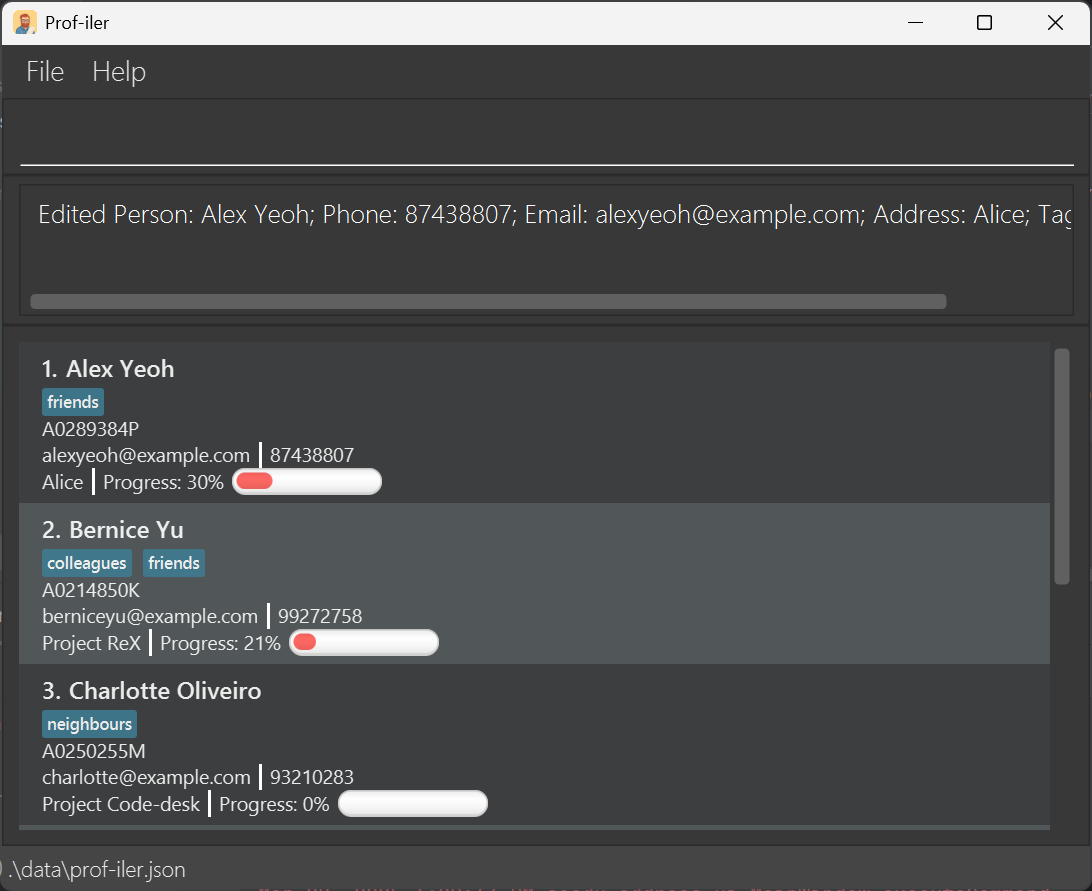 Prof-iler
File Help
Edited Person: Alex Yeoh; Phone: 87438807; Email: alexyeoh@example.com; Address: Alice; Tag
1. Alex Yeoh
friends
A0289384P
alexyeoh@example.com 87438807
Alice Progress: 30%
2. Bernice Yu
colleagues friends
A0214850K
berniceyu@example.com 99272758
Project ReX Progress: 21%
3. Charlotte Oliveiro
neighbours
A0250255M
charlotte@example.com 93210283
Project Code-desk Progress: 0%
.\data\prof-iler.json